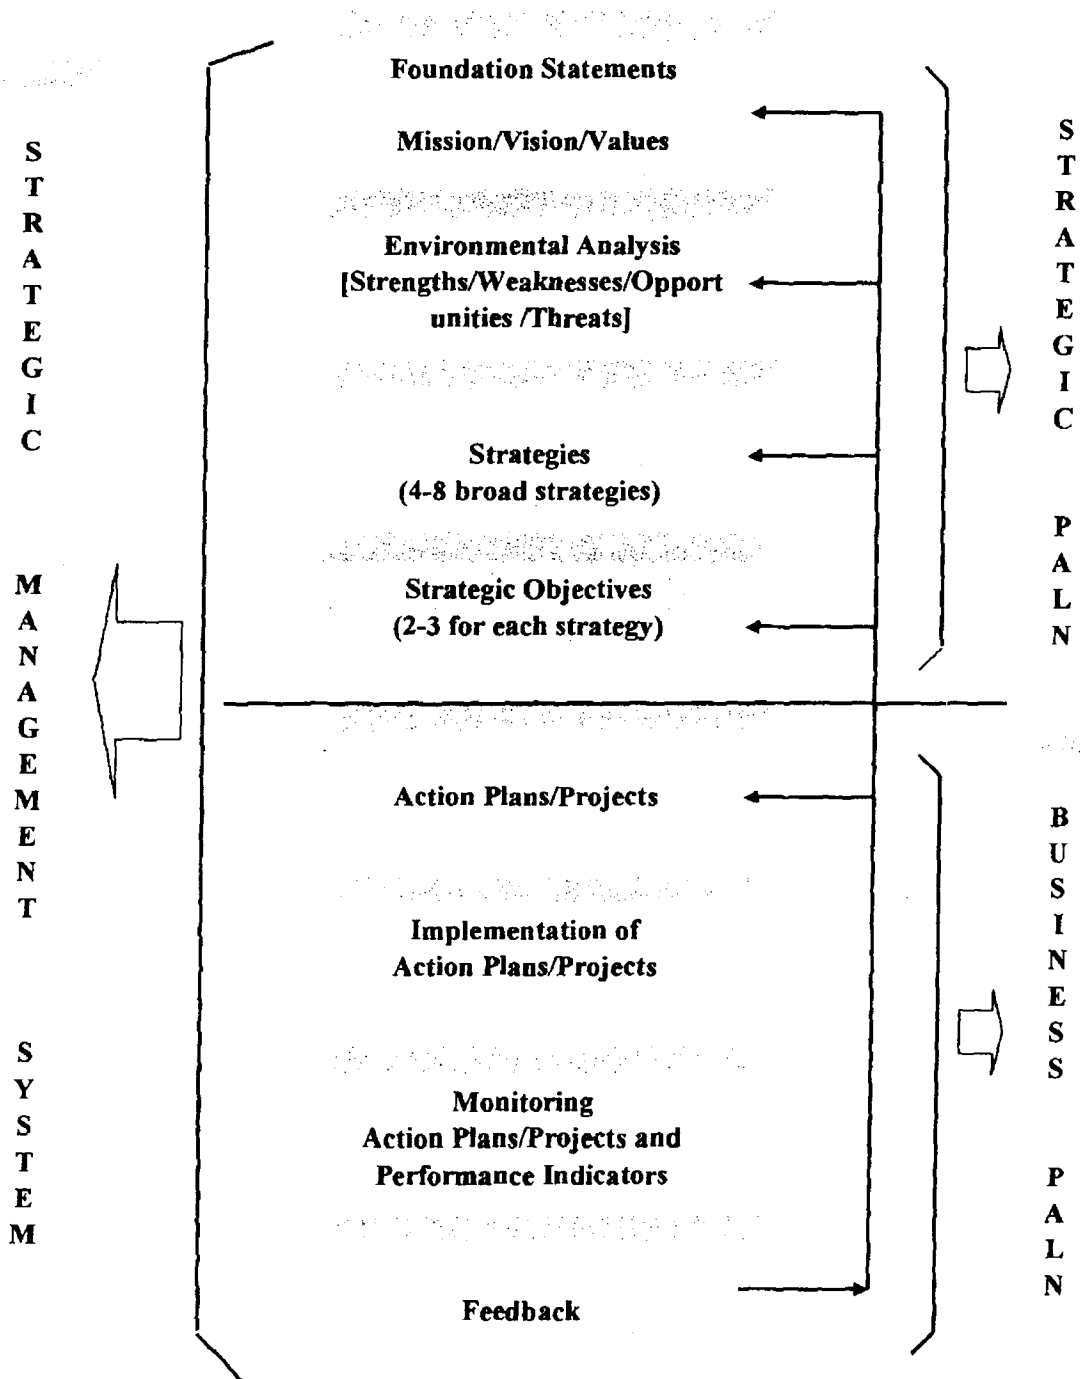 Foundation Statements
Mission/Vision/Values
Environmental Analysis
[Strengths/Weaknesses/Opport
unities /Threats]
Strategies
(4-8 broad strategies)
Strategic Objectives
(2-3 for each strategy)
Action Plans/Projects
Implementation of
Action Plans/Projects
Monitoring
Action Plans/Projects and
Performance Indicators
Feedback
STRATEGIC
MANAGEMENT
SYSTEM
STRATEGIC
PALN
BUSINESS
PALN